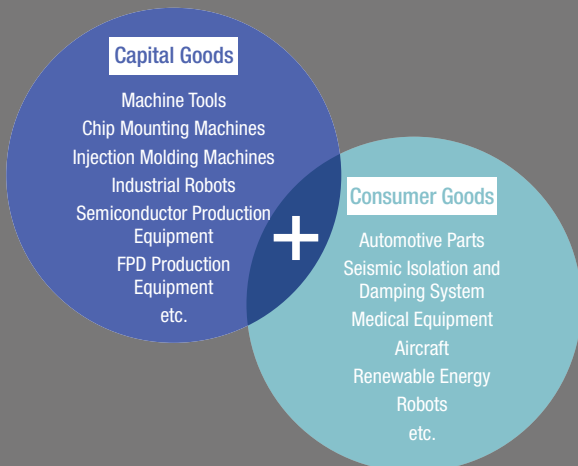 Capital Goods
Machine Tools
Chip Mounting Machines
Injection Molding Machines
Industrial Robots
Semiconductor Production
Equipment
FPD Production
Equipment
etc.
+
Consumer Goods
Automotive Parts
Seismic Isolation and
Damping System
Medical Equipment
Aircraft
Renewable Energy
Robots
etc.